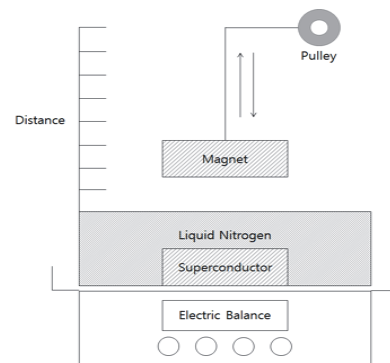 Pulley
Distance
Magnet
Liquid Nitrogen
Superconductor
Electric Balance